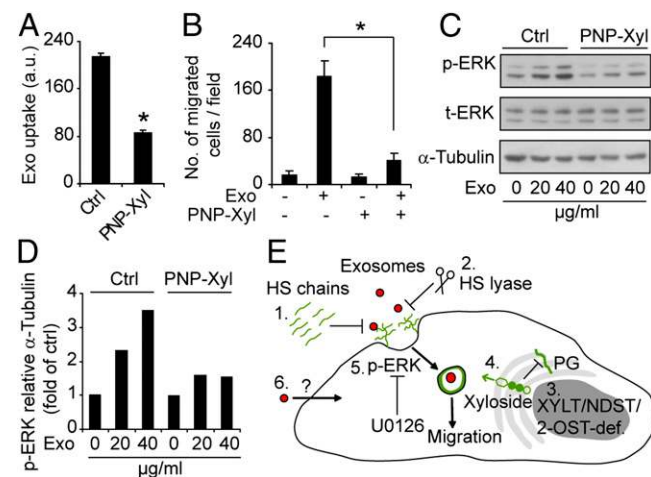 A
Exo uptake (a.u.)
240
160
80
0
*
Ctrl
PNP-Xyl
B
No. of migrated
cells / field
240
160
80
0
*
Exo - + - +
PNP-Xyl - - + +
C
Ctrl PNP-Xyl
p-ERK
t-ERK
α-Tubulin
Exo 0 20 40 0 20 40
µg/ml
D
p-ERK relative α-Tubulin
(fold of ctrl)
Ctrl PNP-Xyl
4
3
2
1
0
Exo 0 20 40 0 20 40
µg/ml
E
Exosomes
2.
HS lyase
HS chains
1.
5. p-ERK
6. ?
U0126
Migration
4.
PG
Xyloside
3.
XYLT/NDST/
2-OST-def.